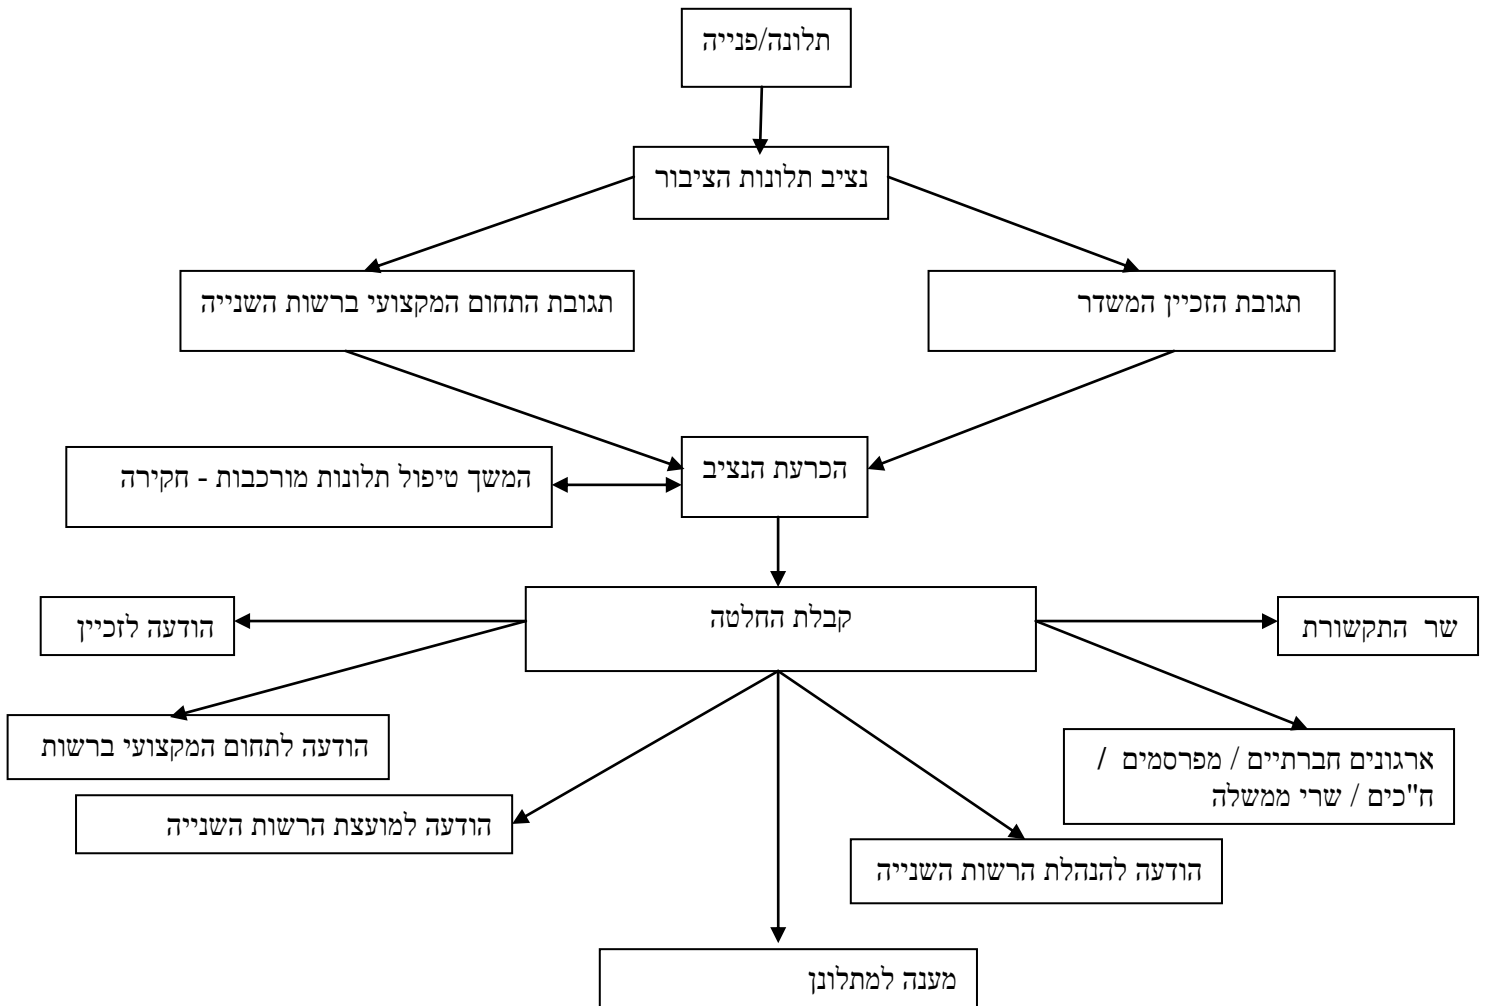 תלונה/פנייה
נציב תלונות הציבור
תגובת הזכיין המשדר
תגובת התחום המקצועי ברשות השנייה
הכרעת הנציב
המשך טיפול תלונות מורכבות - חקירה
קבלת החלטה
שר התקשורת
הודעה לזכיין
ארגונים חברתיים / מפרסמים /
ח"כים / שרי ממשלה
הודעה לתחום המקצועי ברשות
הודעה למועצת הרשות השנייה
הודעה להנהלת הרשות השנייה
מענה למתלונן